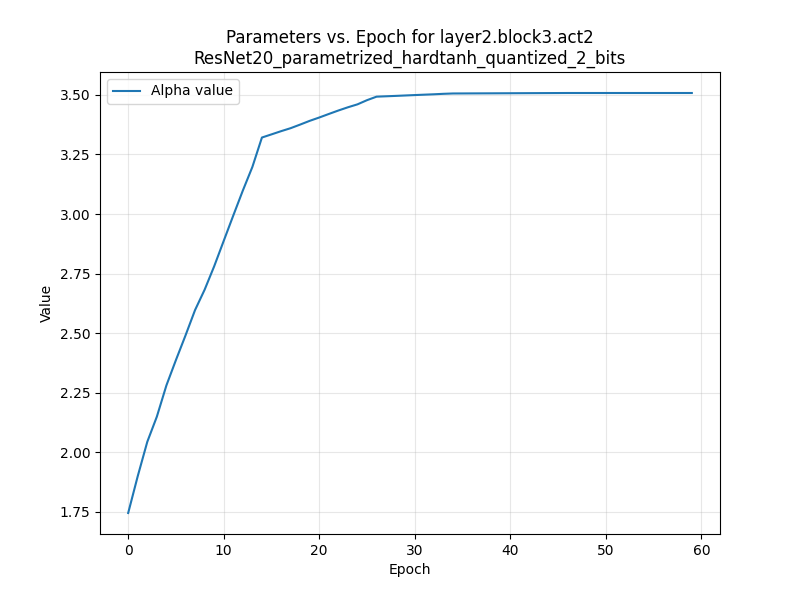 Parameters vs. Epoch for layer2.block3.act2
ResNet20_parametrized_hardtanh_quantized_2_bits
Alpha value
3.50
3.25
3.00
2.75
2.50
2.25
2.00
1.75
Value
0 10 20 30 40 50 60
Epoch